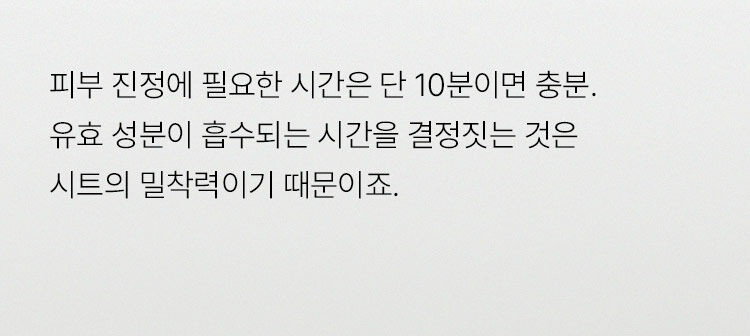 피부 진정에 필요한 시간은 단 10분이면 충분.
유효 성분이 흡수되는 시간을 결정짓는 것은
시트의 밀착력이기 때문이죠.